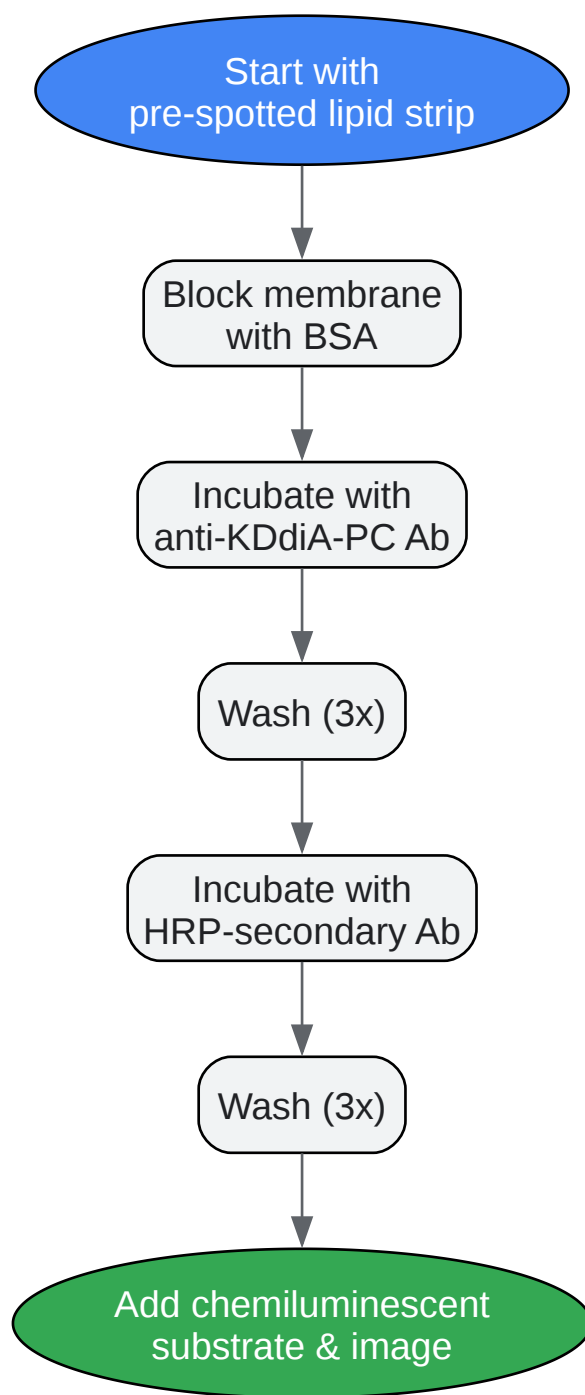 Start with
pre-spotted lipid strip
Block membrane
with BSA
Incubate with
anti-KDdiA-PC Ab
Wash (3x)
Incubate with
HRP-secondary Ab
Wash (3x)
Add chemiluminescent
substrate & image